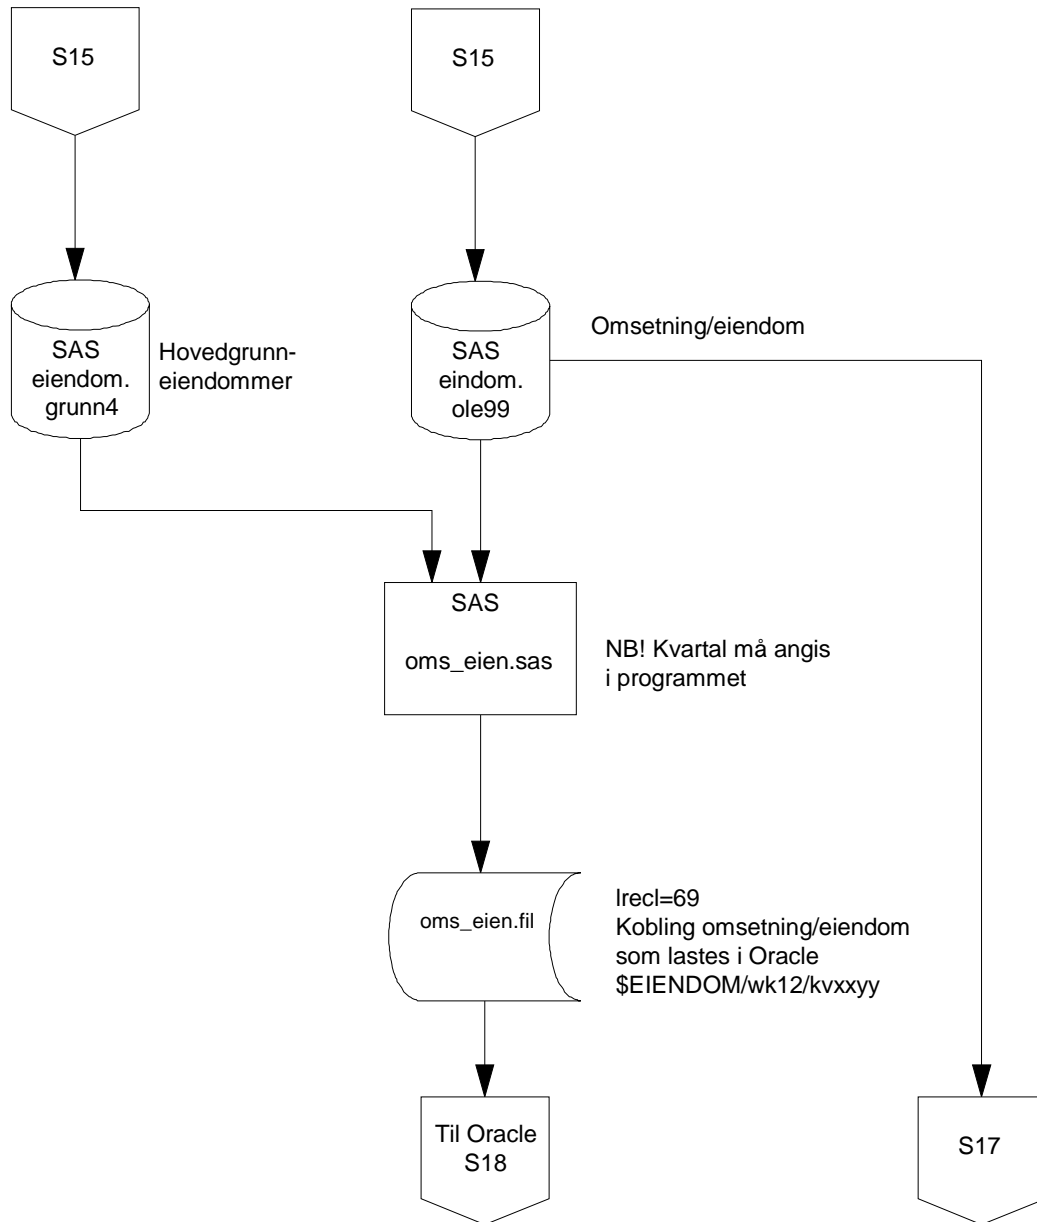 S15
S15
SAS
eiendom.
grunn4
Hovedgrunn-
eiendommer
SAS
eindom.
ole99
Omsetning/eiendom
SAS
oms_eien.sas
NB! Kvartal må angis
i programmet
oms_eien.fil
lrecl=69
Kobling omsetning/eiendom
som lastes i Oracle
$EIENDOM/wk12/kvxxyy
Til Oracle
S18
S17